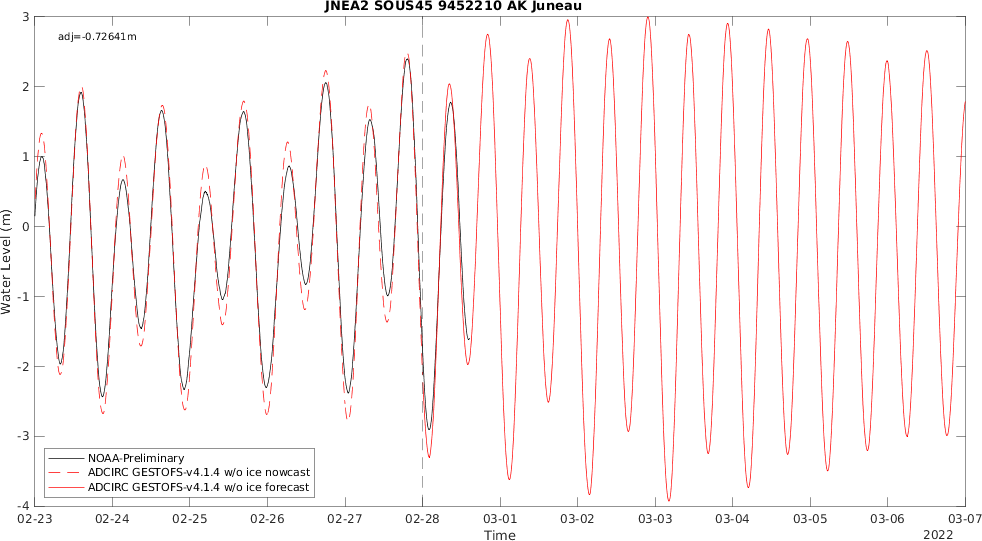 JNEA2 SOUS45 9452210 AK Juneau
adj=-0.72641m
3
2
1
0
-1
-2
-3
-4
Water Level (m)
NOAA-Preliminary
ADCIRC GESTOFS-v4.1.4 w/o ice nowcast
ADCIRC GESTOFS-v4.1.4 w/o ice forecast
02-23 02-24 02-25 02-26 02-27 02-28 03-01 03-02 03-03 03-04 03-05 03-06 03-07
Time
2022